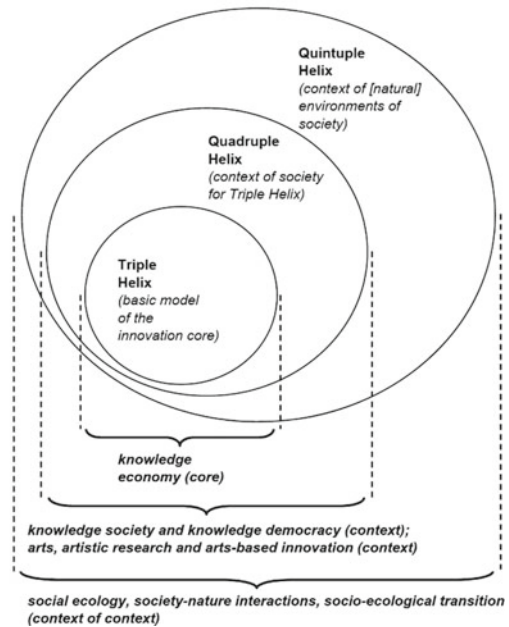 Quintuple
Helix
(context of [natural]
environments of
society)
Quadruple
Helix
(context of society
for Triple Helix)
Triple
Helix
(basic model
of the
innovation core)
knowledge
economy (core)
knowledge society and knowledge democracy (context);
arts, artistic research and arts-based innovation (context)
social ecology, society-nature interactions, socio-ecological transition
(context of context)